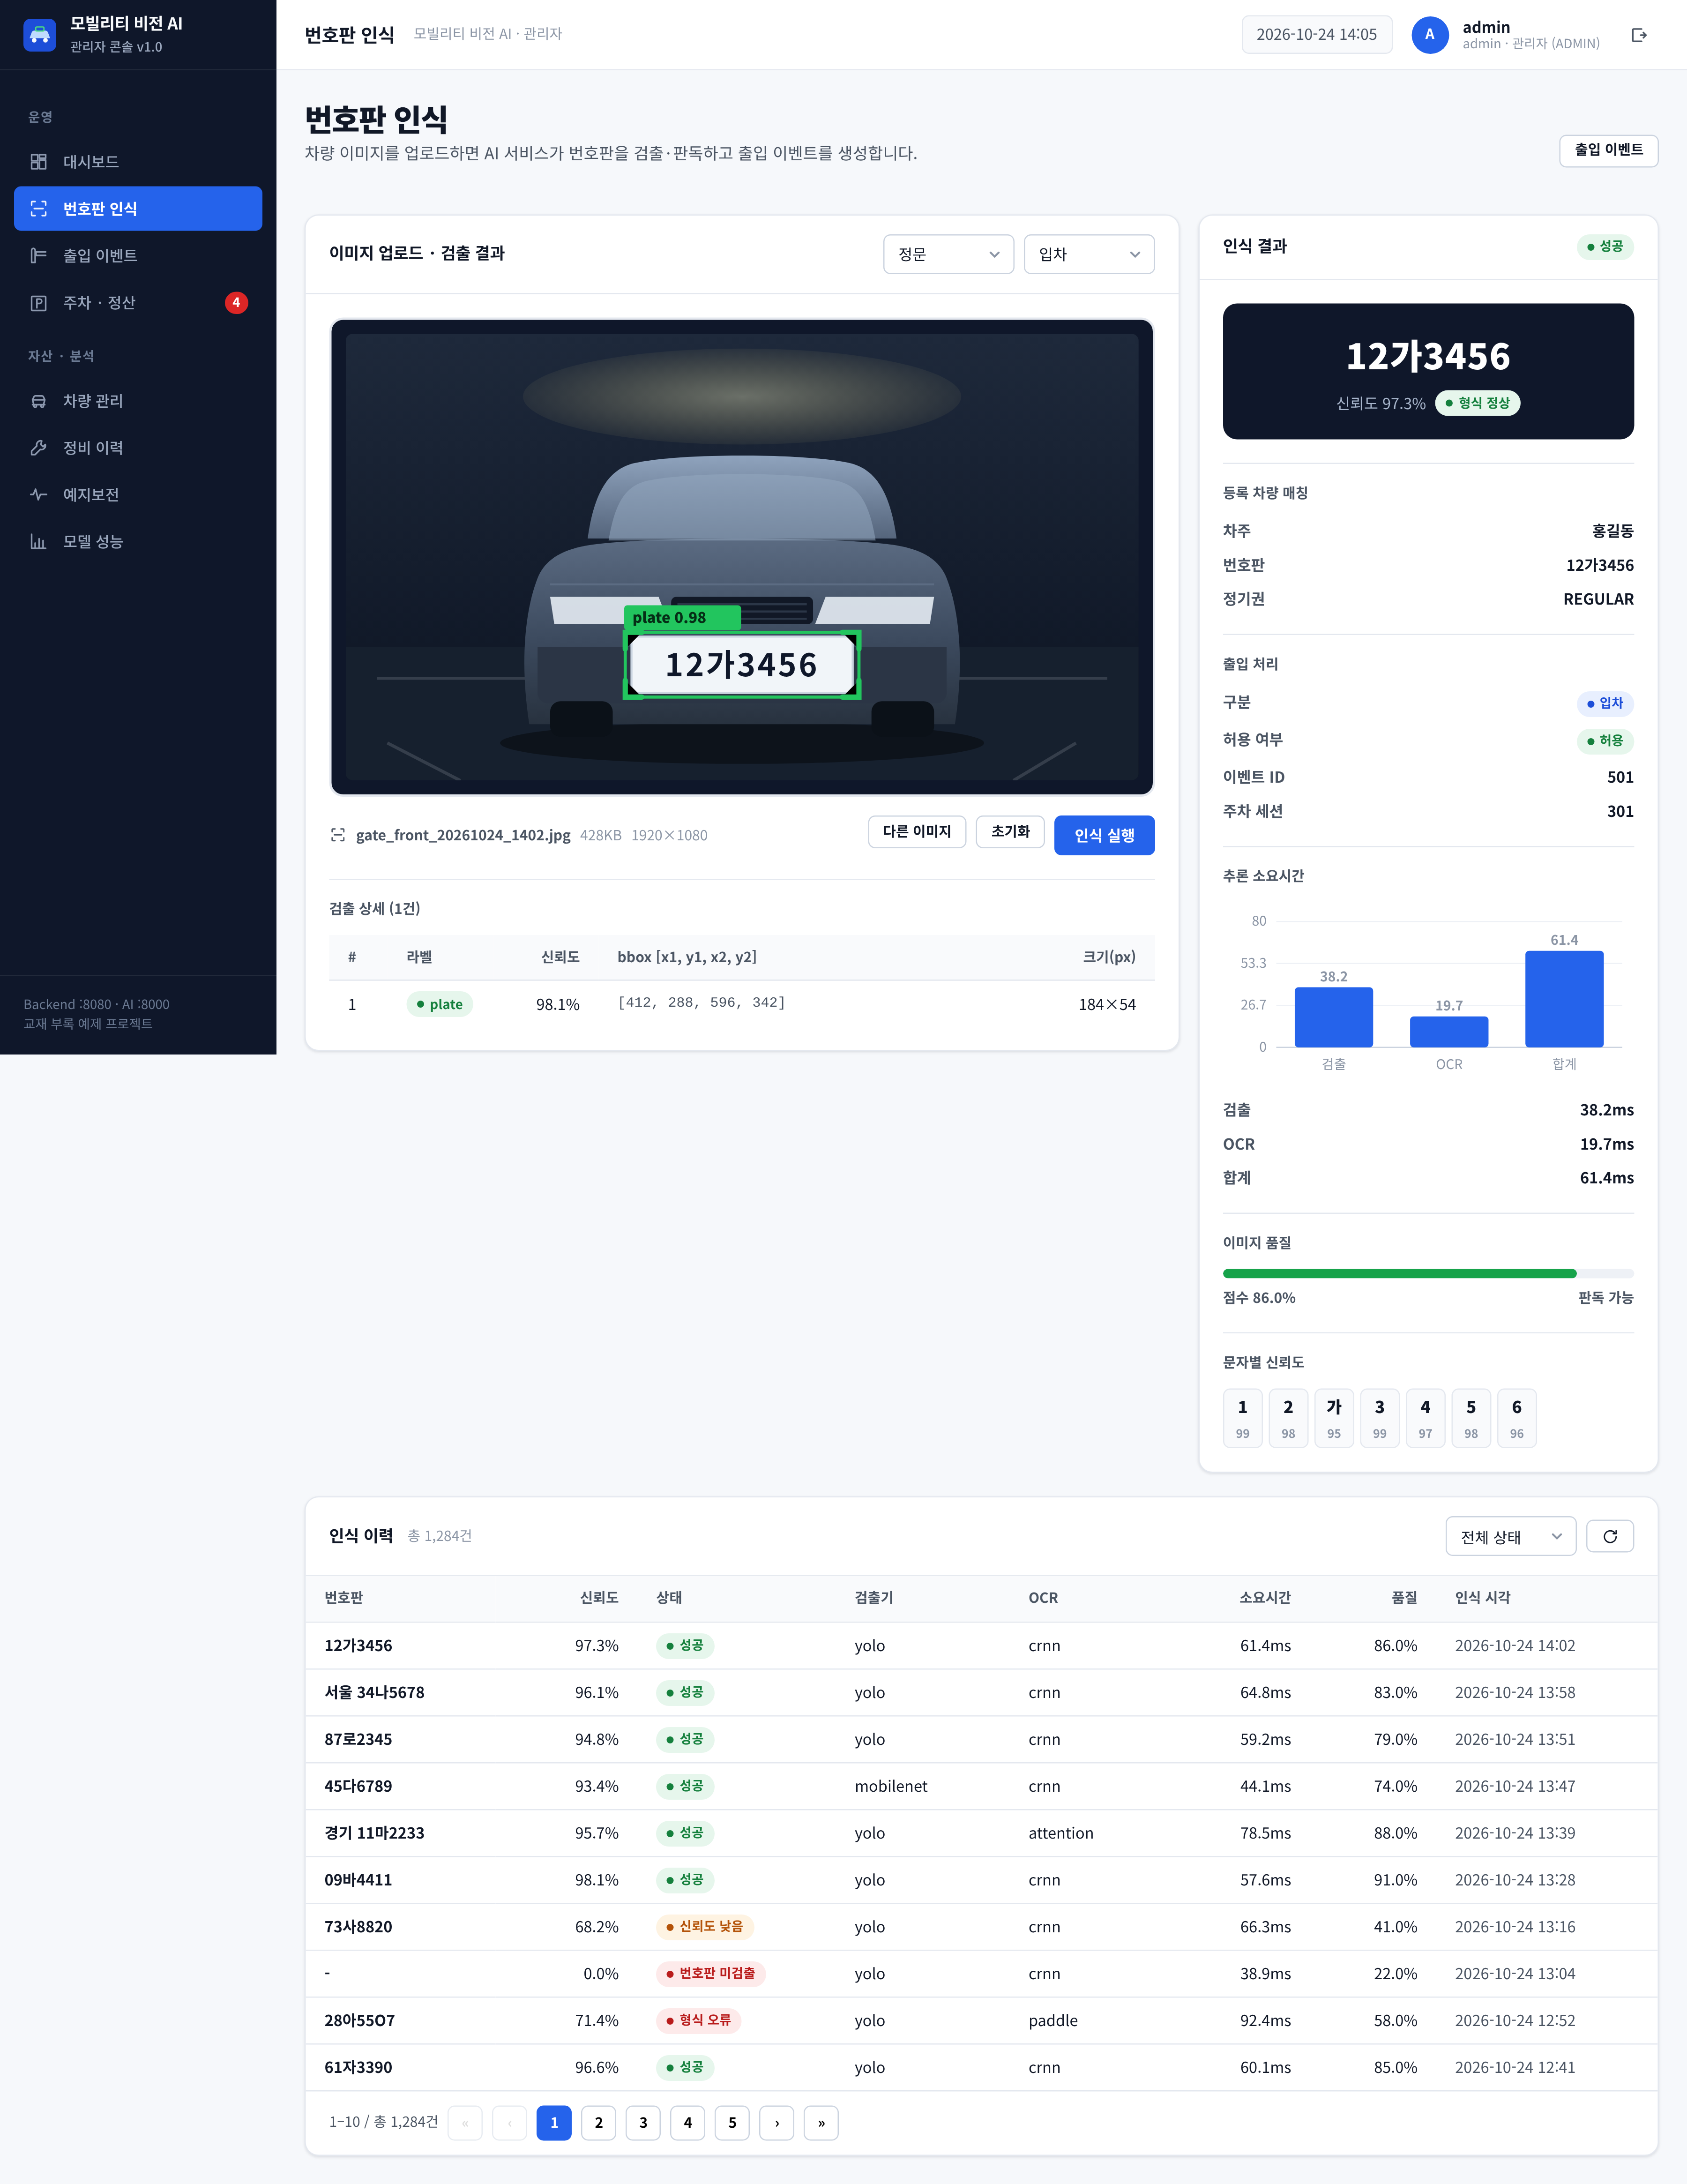 모빌리티 비전 AI
관리자 콘솔 v1.0
운영
대시보드
번호판 인식
출입 이벤트
주차 · 정산 4
자산 · 분석
차량 관리
정비 이력
예지보전
모델 성능
Backend :8080 · AI :8000
교재 부록 예제 프로젝트
번호판 인식 모빌리티 비전 AI · 관리자
2026-10-24 14:05
A
admin
admin · 관리자 (ADMIN)
번호판 인식
차량 이미지를 업로드하면 AI 서비스가 번호판을 검출·판독하고 출입 이벤트를 생성합니다.
출입 이벤트
이미지 업로드 · 검출 결과
정문
입차
plate 0.98
12가3456
gate_front_20261024_1402.jpg 428KB 1920×1080
다른 이미지
초기화
인식 실행
검출 상세 (1건)
# 라벨 신뢰도 bbox [x1, y1, x2, y2] 크기(px)
1 plate 98.1% [412, 288, 596, 342] 184×54
인식 결과
성공
12가3456
신뢰도 97.3% 형식 정상
등록 차량 매칭
차주 홍길동
번호판 12가3456
정기권 REGULAR
출입 처리
구분 입차
허용 여부 허용
이벤트 ID 501
주차 세션 301
추론 소요시간
80
53.3
26.7
0
38.2
19.7
61.4
검출 OCR 합계
검출 38.2ms
OCR 19.7ms
합계 61.4ms
이미지 품질
점수 86.0% 판독 가능
문자별 신뢰도
1 2 가 3 4 5 6
99 98 95 99 97 98 96
인식 이력 총 1,284건
전체 상태
번호판 신뢰도 상태 검출기 OCR 소요시간 품질 인식 시각
12가3456 97.3% 성공 yolo crnn 61.4ms 86.0% 2026-10-24 14:02
서울 34나5678 96.1% 성공 yolo crnn 64.8ms 83.0% 2026-10-24 13:58
87로2345 94.8% 성공 yolo crnn 59.2ms 79.0% 2026-10-24 13:51
45다6789 93.4% 성공 mobilenet crnn 44.1ms 74.0% 2026-10-24 13:47
경기 11마2233 95.7% 성공 yolo attention 78.5ms 88.0% 2026-10-24 13:39
09바4411 98.1% 성공 yolo crnn 57.6ms 91.0% 2026-10-24 13:28
73사8820 68.2% 신뢰도 낮음 yolo crnn 66.3ms 41.0% 2026-10-24 13:16
- 0.0% 번호판 미검출 yolo crnn 38.9ms 22.0% 2026-10-24 13:04
28아55O7 71.4% 형식 오류 yolo paddle 92.4ms 58.0% 2026-10-24 12:52
61자3390 96.6% 성공 yolo crnn 60.1ms 85.0% 2026-10-24 12:41
1–10 / 총 1,284건 « ‹ 1 2 3 4 5 › »